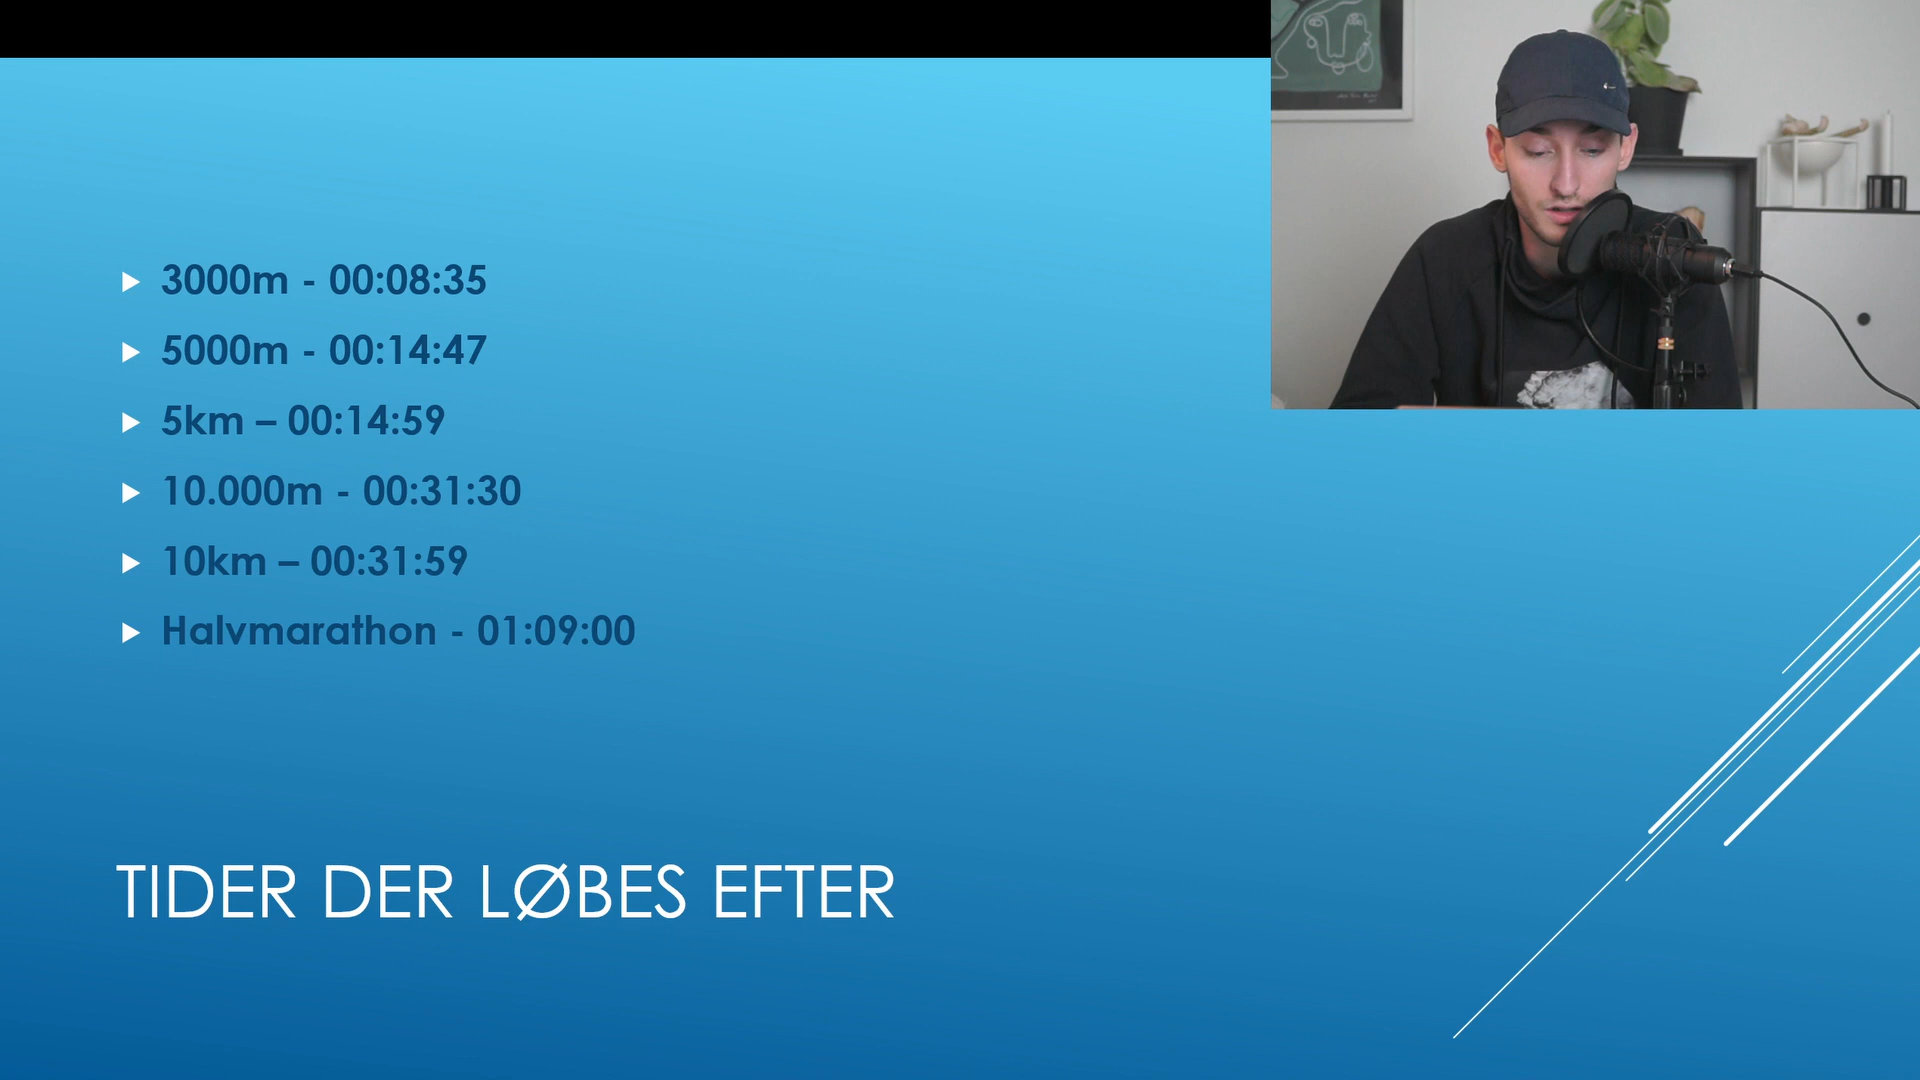 3000m - 00:08:35
5000m - 00:14:47
5km – 00:14:59
10.000m - 00:31:30
10km – 00:31:59
Halvmarathon - 01:09:00
TIDER DER LØBES EFTER